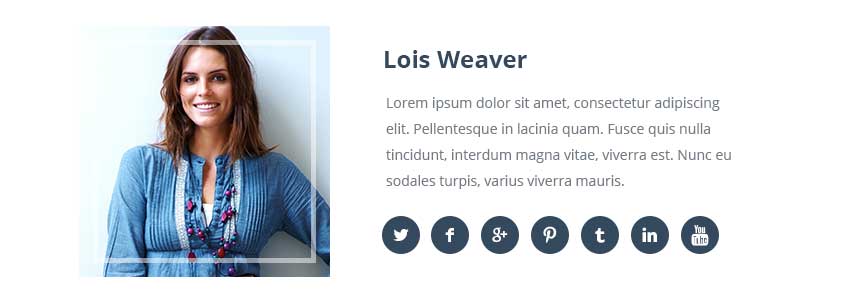 Lois Weaver
Lorem ipsum dolor sit amet, consectetur adipiscing
elit. Pellentesque in lacinia quam. Fusce quis nulla
tincidunt, interdum magna vitae, viverra est. Nunc eu
sodales turpis, varius viverra mauris.
f g+ t in You Tube